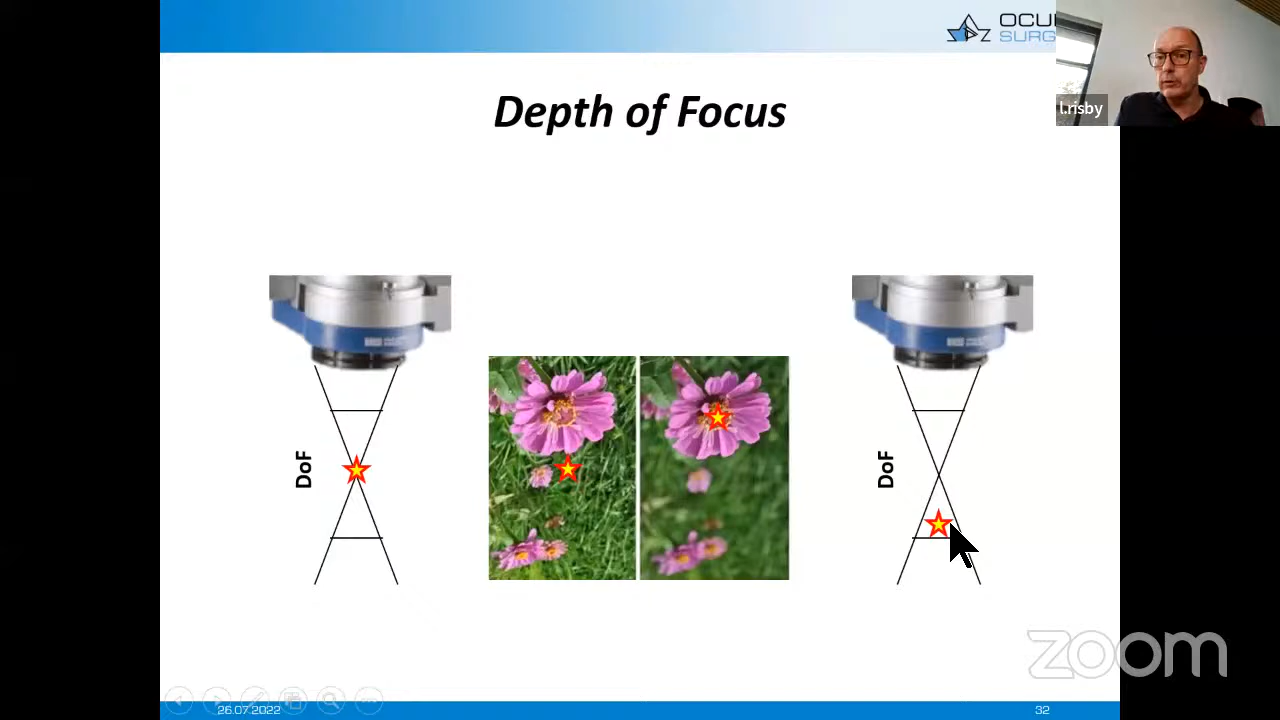 OCU
SURG
l.risby
Depth of Focus
DoF
DoF
zoom
26.07.2022
32